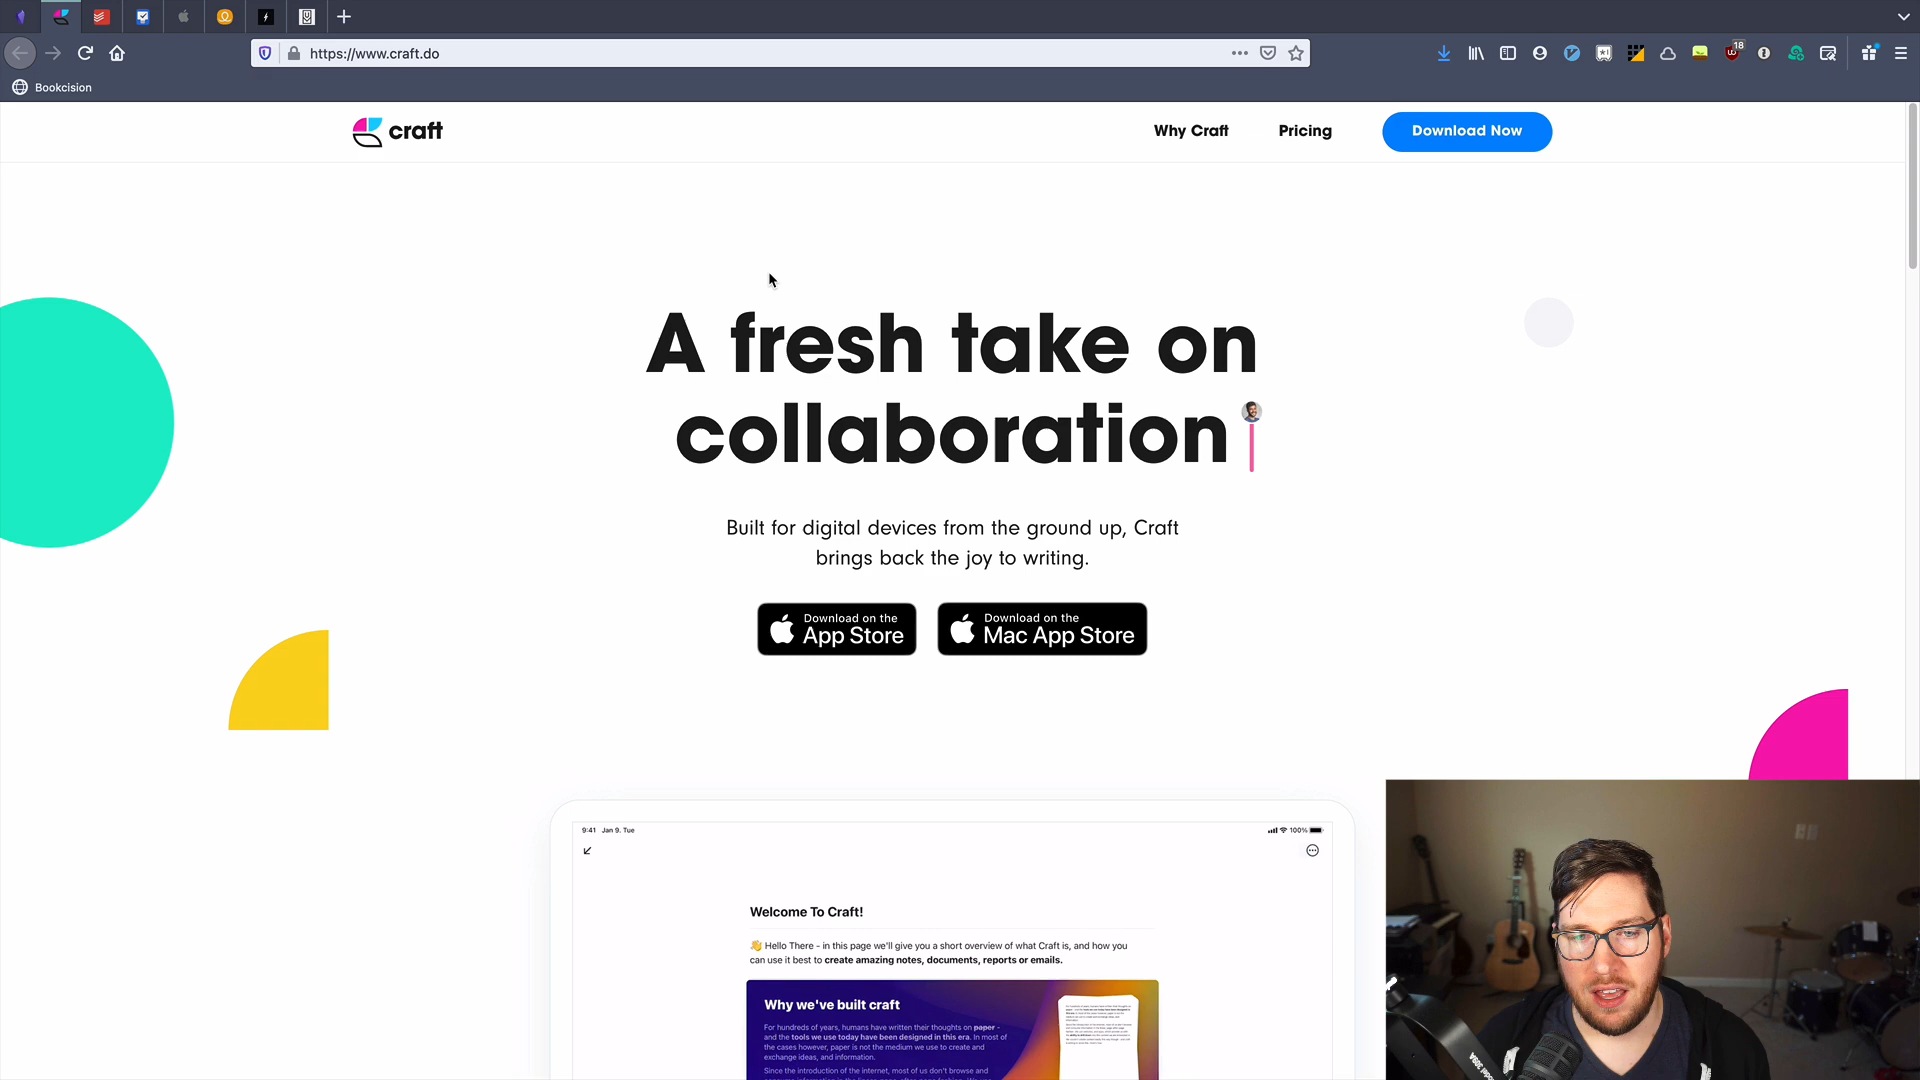 https://www.craft.do
18
Bookcision
craft
Why Craft
Pricing
Download Now
A fresh take on
collaboration
Built for digital devices from the ground up, Craft
brings back the joy to writing.
Download on the
App Store
Download on the
Mac App Store
9:41 Jan 9. Tue
100%
Welcome To Craft!
👋 Hello There - in this page we'll give you a short overview of what Craft is, and how you
can use it best to create amazing notes, documents, reports or emails.
Why we've built craft
For hundreds of years, humans have written their thoughts on paper -
and the tools we use today have been designed in this era. In most of
the cases however, paper is not the medium we use to create and
exchange ideas, and information.
Since the introduction of the internet, most of us don't browse and